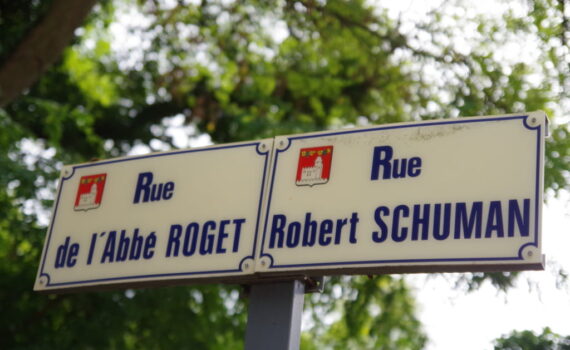 Rue
de l'Abbé ROGET
Rue
Robert SCHUMAN